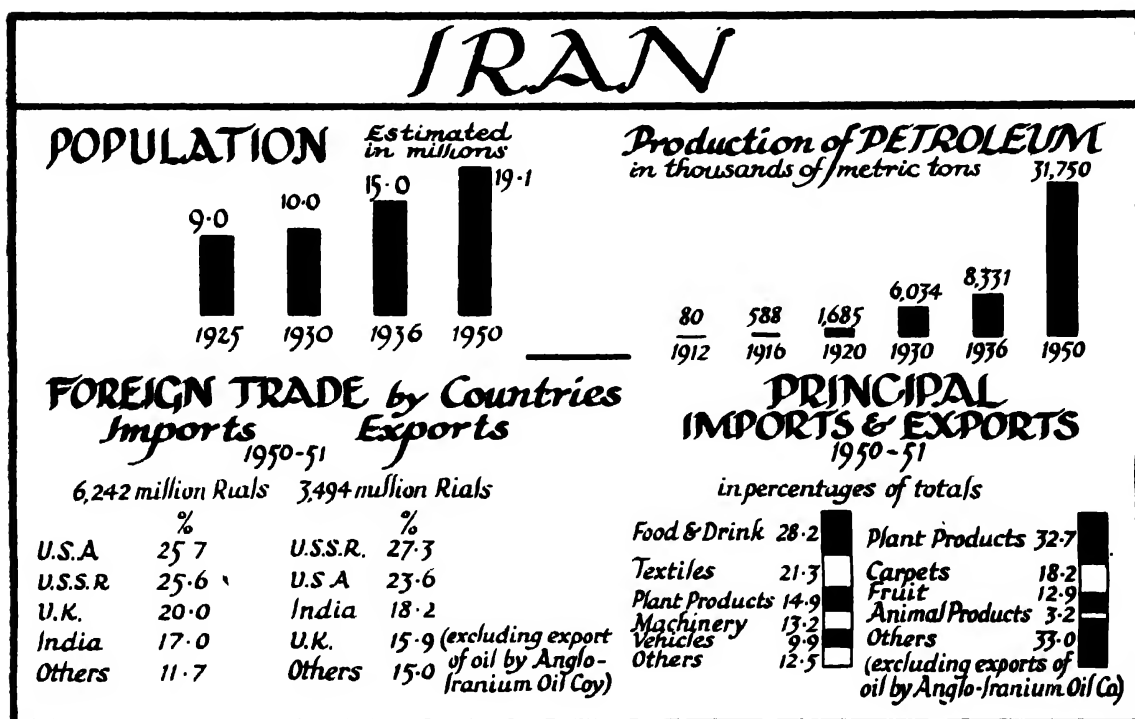 IRAN
POPULATION Estimated
in millions
9.0 10.0 15.0 19.1
1925 1930 1936 1950
Production of PETROLEUM
in thousands of metric tons 31,750
80 588 1,685 6,034 8,331
1912 1916 1920 1930 1936 1950
FOREIGN TRADE by Countries
Imports Exports
1950-51
6,242 million Rials 3,494 million Rials
% %
U.S.A 25 7 U.S.S.R. 27.3
U.S.S.R 25.6 U.S A 23.6
U.K. 20.0 India 18.2
India 17.0 U.K. 15.9 (excluding export
Others 11.7 Others 15.0 of oil by Anglo-
Iranium Oil Coy)
PRINCIPAL
IMPORTS & EXPORTS
1950-51
in percentages of totals
Food & Drink 28.2
Textiles 21.3
Plant Products 14.9
Machinery 13.2
Vehicles 9.9
Others 12.5
Plant Products 32.7
Carpets 18.2
Fruit 12.9
Animal Products 3.2
Others 33.0
(excluding exports of
oil by Anglo-Iranium Oil Co)